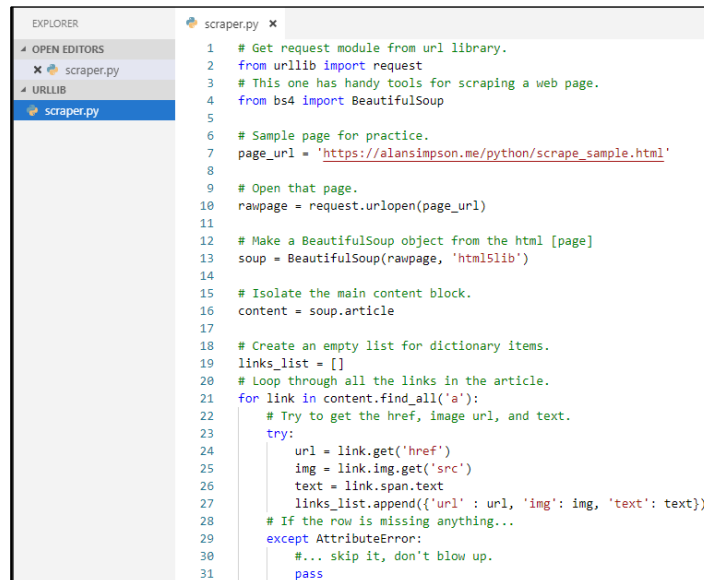 EXPLORER
OPEN EDITORS
scraper.py
URLLIB
scraper.py
scraper.py
1 # Get request module from url library.
2 from urllib import request
3 # This one has handy tools for scraping a web page.
4 from bs4 import BeautifulSoup
5
6 # Sample page for practice.
7 page_url = 'https://alansimpson.me/python/scrape_sample.html'
8
9 # Open that page.
10 rawpage = request.urlopen(page_url)
11
12 # Make a BeautifulSoup object from the html [page]
13 soup = BeautifulSoup(rawpage, 'html5lib')
14
15 # Isolate the main content block.
16 content = soup.article
17
18 # Create an empty list for dictionary items.
19 links_list = []
20 # Loop through all the links in the article.
21 for link in content.find_all('a'):
22     # Try to get the href, image url, and text.
23     try:
24         url = link.get('href')
25         img = link.img.get('src')
26         text = link.span.text
27         links_list.append({'url' : url, 'img': img, 'text': text})
28     # If the row is missing anything...
29     except AttributeError:
30         #... skip it, don't blow up.
31         pass